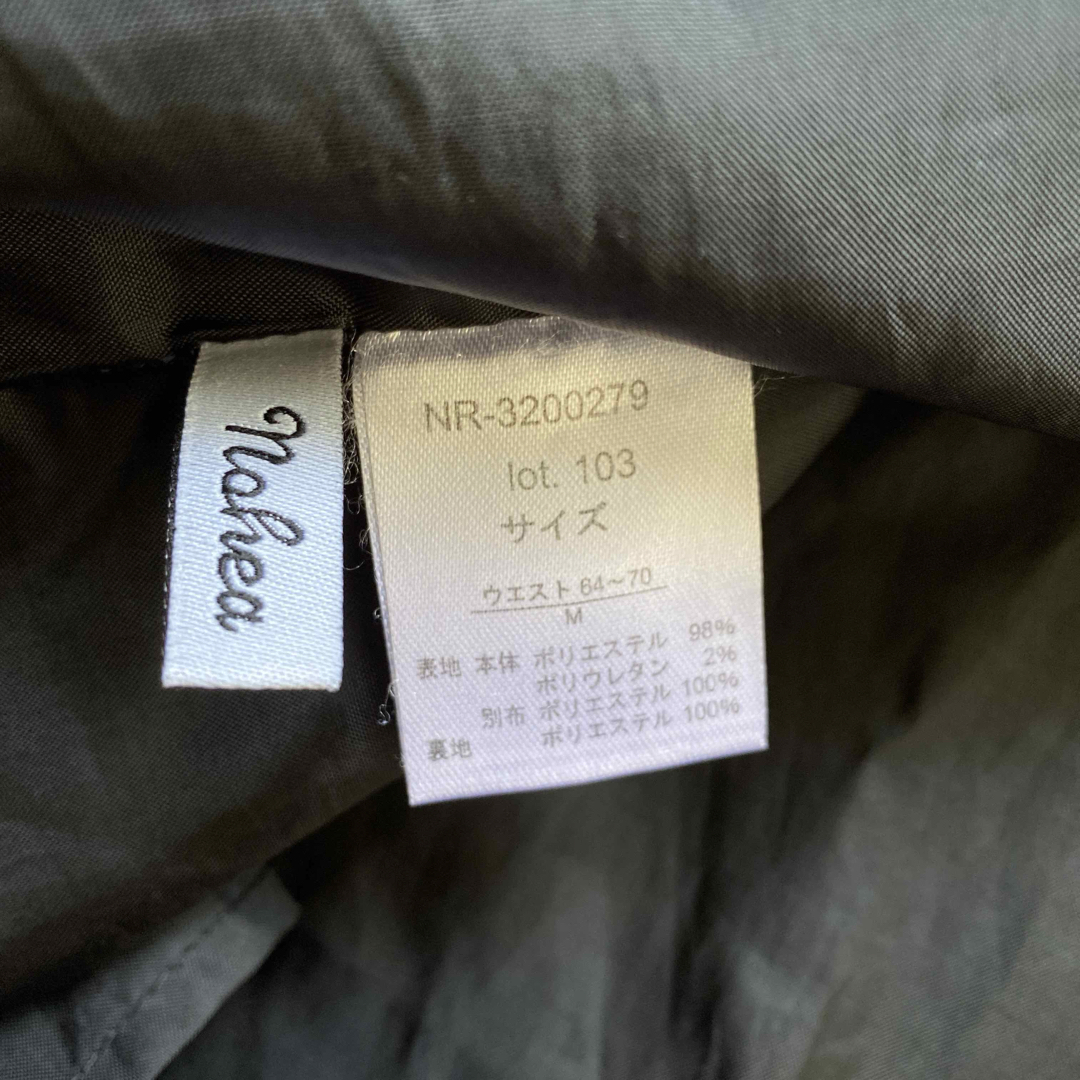 Nohea
NR-3200279
lot. 103
サイズ
ウエスト 64〜70
M
表地 本体 ポリエステル 98%
ポリウレタン 2%
別布 ポリエステル 100%
裏地 ポリエステル 100%